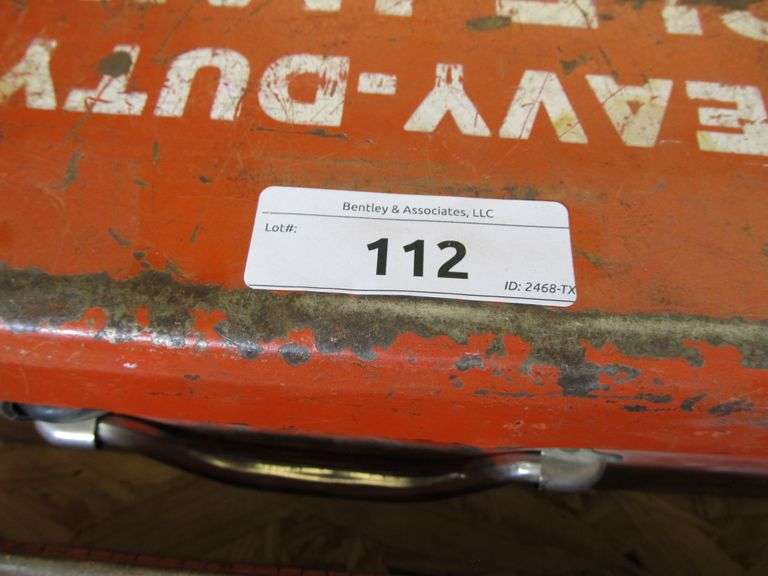 EAVY-DUTY
Bentley & Associates, LLC
Lot#:
112
ID: 2468-TX